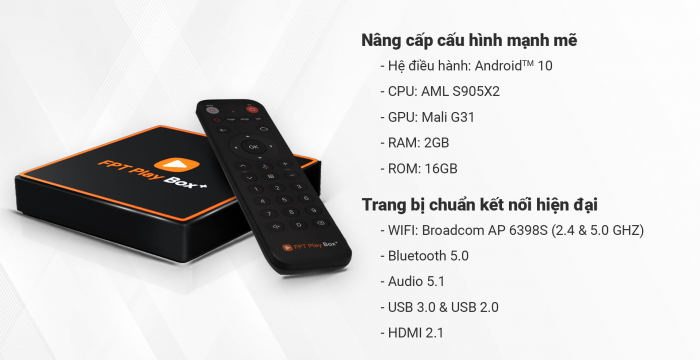 Nâng cấp cấu hình mạnh mẽ
- Hệ điều hành: Android™ 10
- CPU: AML S905X2
- GPU: Mali G31
- RAM: 2GB
- ROM: 16GB
Trang bị chuẩn kết nối hiện đại
- WIFI: Broadcom AP 6398S (2.4 & 5.0 GHZ)
- Bluetooth 5.0
- Audio 5.1
- USB 3.0 & USB 2.0
- HDMI 2.1
FPT Play Box+
OK
FPT Play Box+